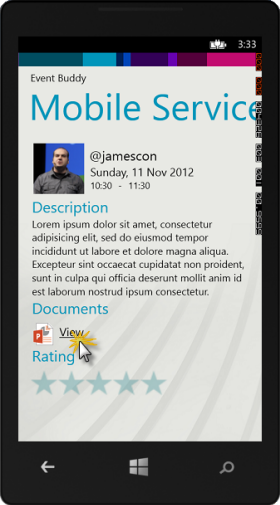 3:33
Event Buddy
Mobile Servic
@jamescon
Sunday, 11 Nov 2012
10:30 - 11:30
Description
Lorem ipsum dolor sit amet, consectetur
adipisicing elit, sed do eiusmod tempor
incididunt ut labore et dolore magna aliqua.
Excepteur sint occaecat cupidatat non proident,
sunt in culpa qui officia deserunt mollit anim id
est laborum nostrud ipsum consectetur.
Documents
View
Rating